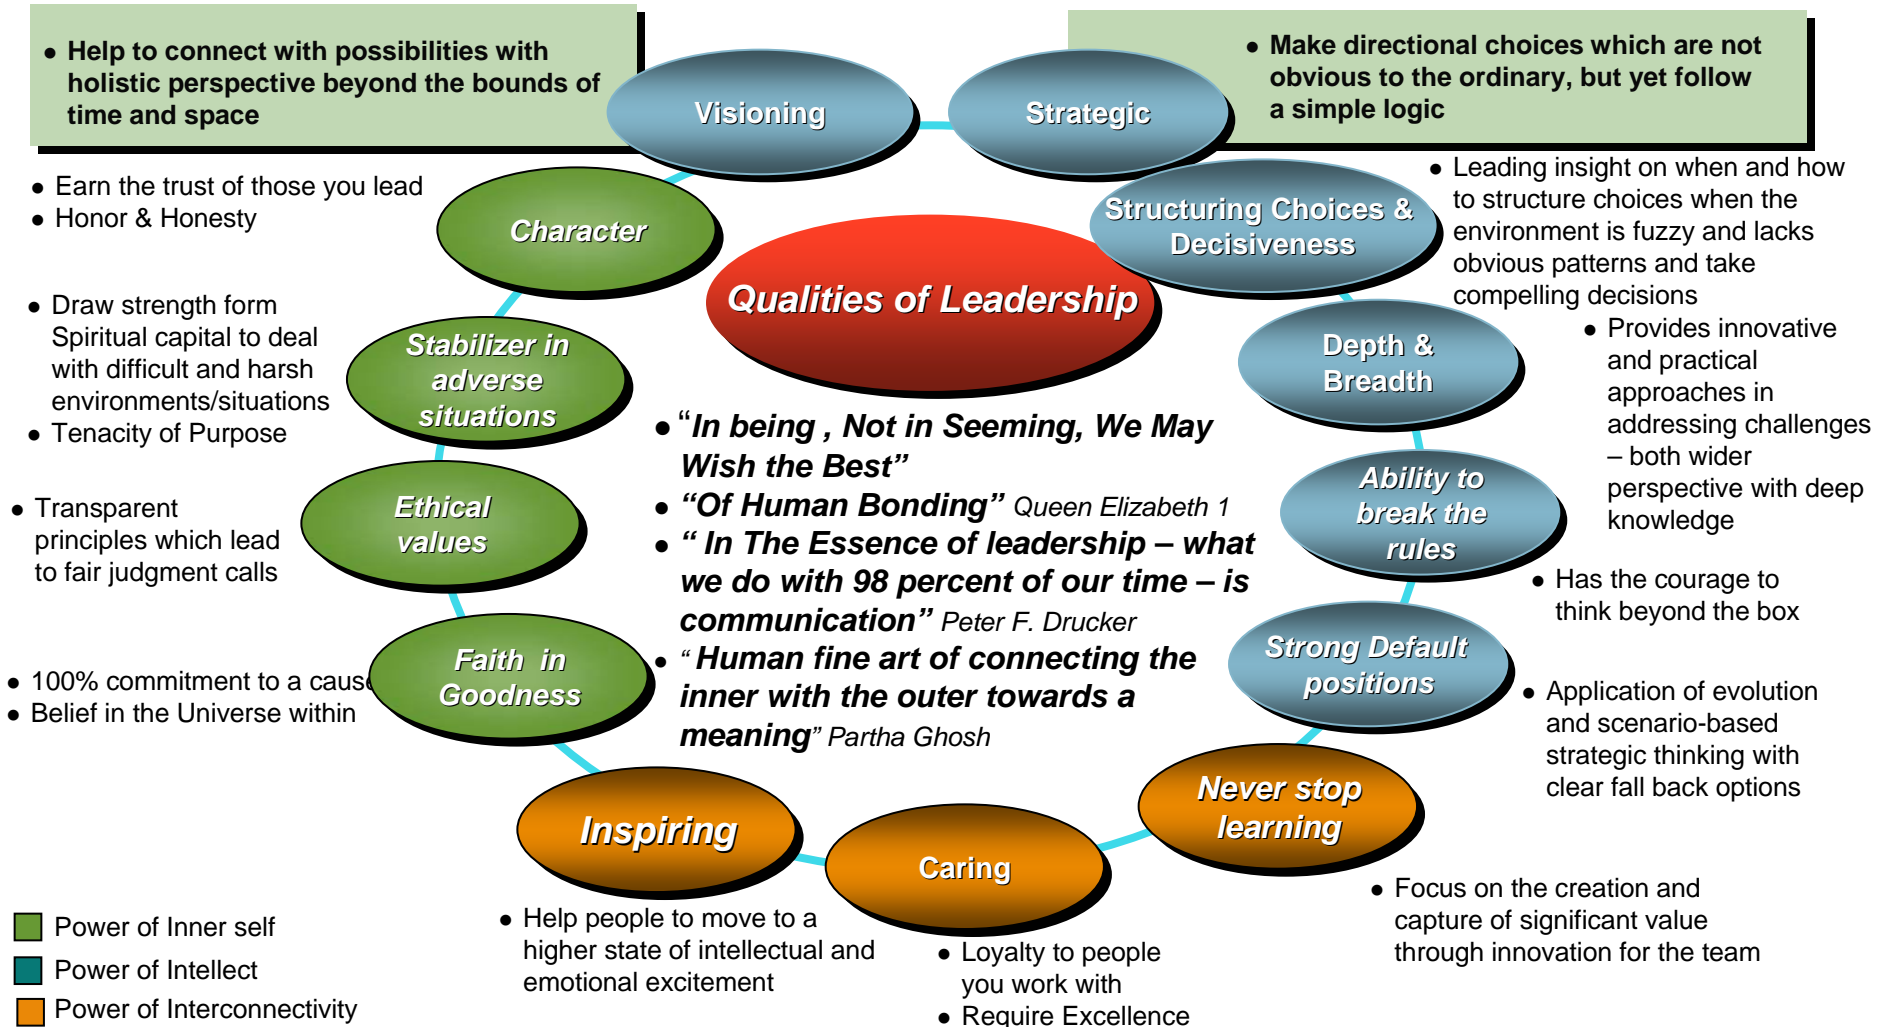 ● Help to connect with possibilities with
holistic perspective beyond the bounds of
time and space
Visioning
Strategic
● Make directional choices which are not
obvious to the ordinary, but yet follow
a simple logic
● Earn the trust of those you lead
● Honor & Honesty
Character
Structuring Choices &
Decisiveness
● Leading insight on when and how
to structure choices when the
environment is fuzzy and lacks
obvious patterns and take
compelling decisions
Qualities of Leadership
● Draw strength form
Spiritual capital to deal
with difficult and harsh
environments/situations
● Tenacity of Purpose
Stabilizer in
adverse
situations
Depth &
Breadth
● Provides innovative
and practical
approaches in
addressing challenges
– both wider
perspective with deep
knowledge
● “In being , Not in Seeming, We May
Wish the Best”
● “Of Human Bonding” Queen Elizabeth 1
● “ In The Essence of leadership – what
we do with 98 percent of our time – is
communication” Peter F. Drucker
● “ Human fine art of connecting the
inner with the outer towards a
meaning” Partha Ghosh
● Transparent
principles which lead
to fair judgment calls
Ethical
values
Ability to
break the
rules
● Has the courage to
think beyond the box
● 100% commitment to a cause
● Belief in the Universe within
Faith in
Goodness
Strong Default
positions
● Application of evolution
and scenario-based
strategic thinking with
clear fall back options
Inspiring
Caring
Never stop
learning
● Help people to move to a
higher state of intellectual and
emotional excitement
● Loyalty to people
you work with
● Require Excellence
● Focus on the creation and
capture of significant value
through innovation for the team
Power of Inner self
Power of Intellect
Power of Interconnectivity